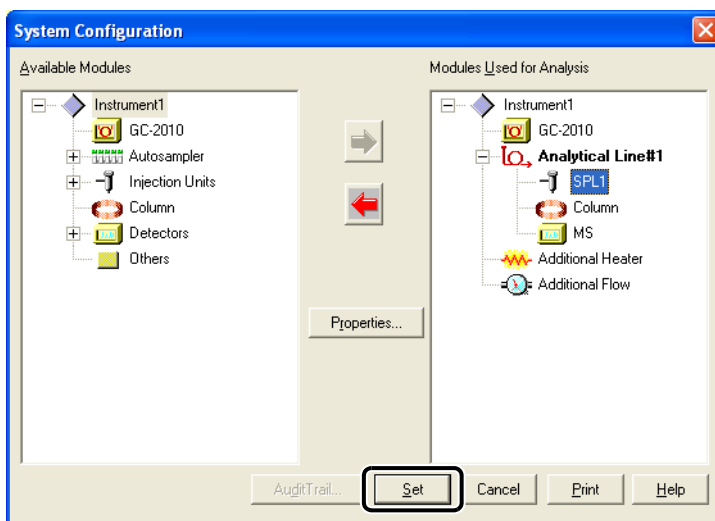 System Configuration
Available Modules
Instrument1
GC-2010
Autosampler
Injection Units
Column
Detectors
Others
Properties...
Modules Used for Analysis
Instrument1
GC-2010
Analytical Line#1
SPL1
Column
MS
Additional Heater
Additional Flow
AuditTrail...
Set
Cancel
Print
Help